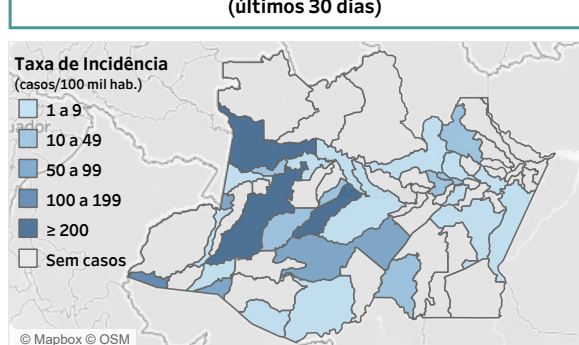 (últimos 30 dias)
Taxa de Incidência
(casos/100 mil hab.)
1 a 9
10 a 49
50 a 99
100 a 199
≥ 200
Sem casos
© Mapbox © OSM